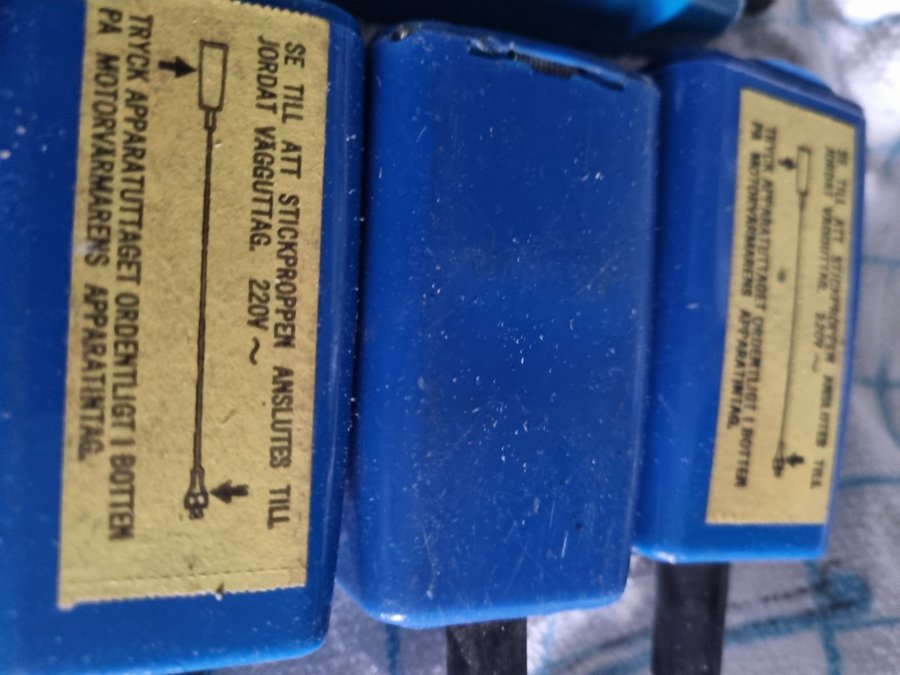 SE TILL ATT STICKPROPPEN ANSLUTES TILL
JORDAT VÄGGUTTAG. 220V ~
TRYCK APPARATUTTAGET ORDENTLIGT I BOTTEN
PÅ MOTORVÄRMARENS APPARATINTAG.
SE TILL ATT STICKPROPPEN ANSLUTES TILL
JORDAT VÄGGUTTAG. 220V ~
TRYCK APPARATUTTAGET ORDENTLIGT I BOTTEN
PÅ MOTORVÄRMARENS APPARATINTAG.